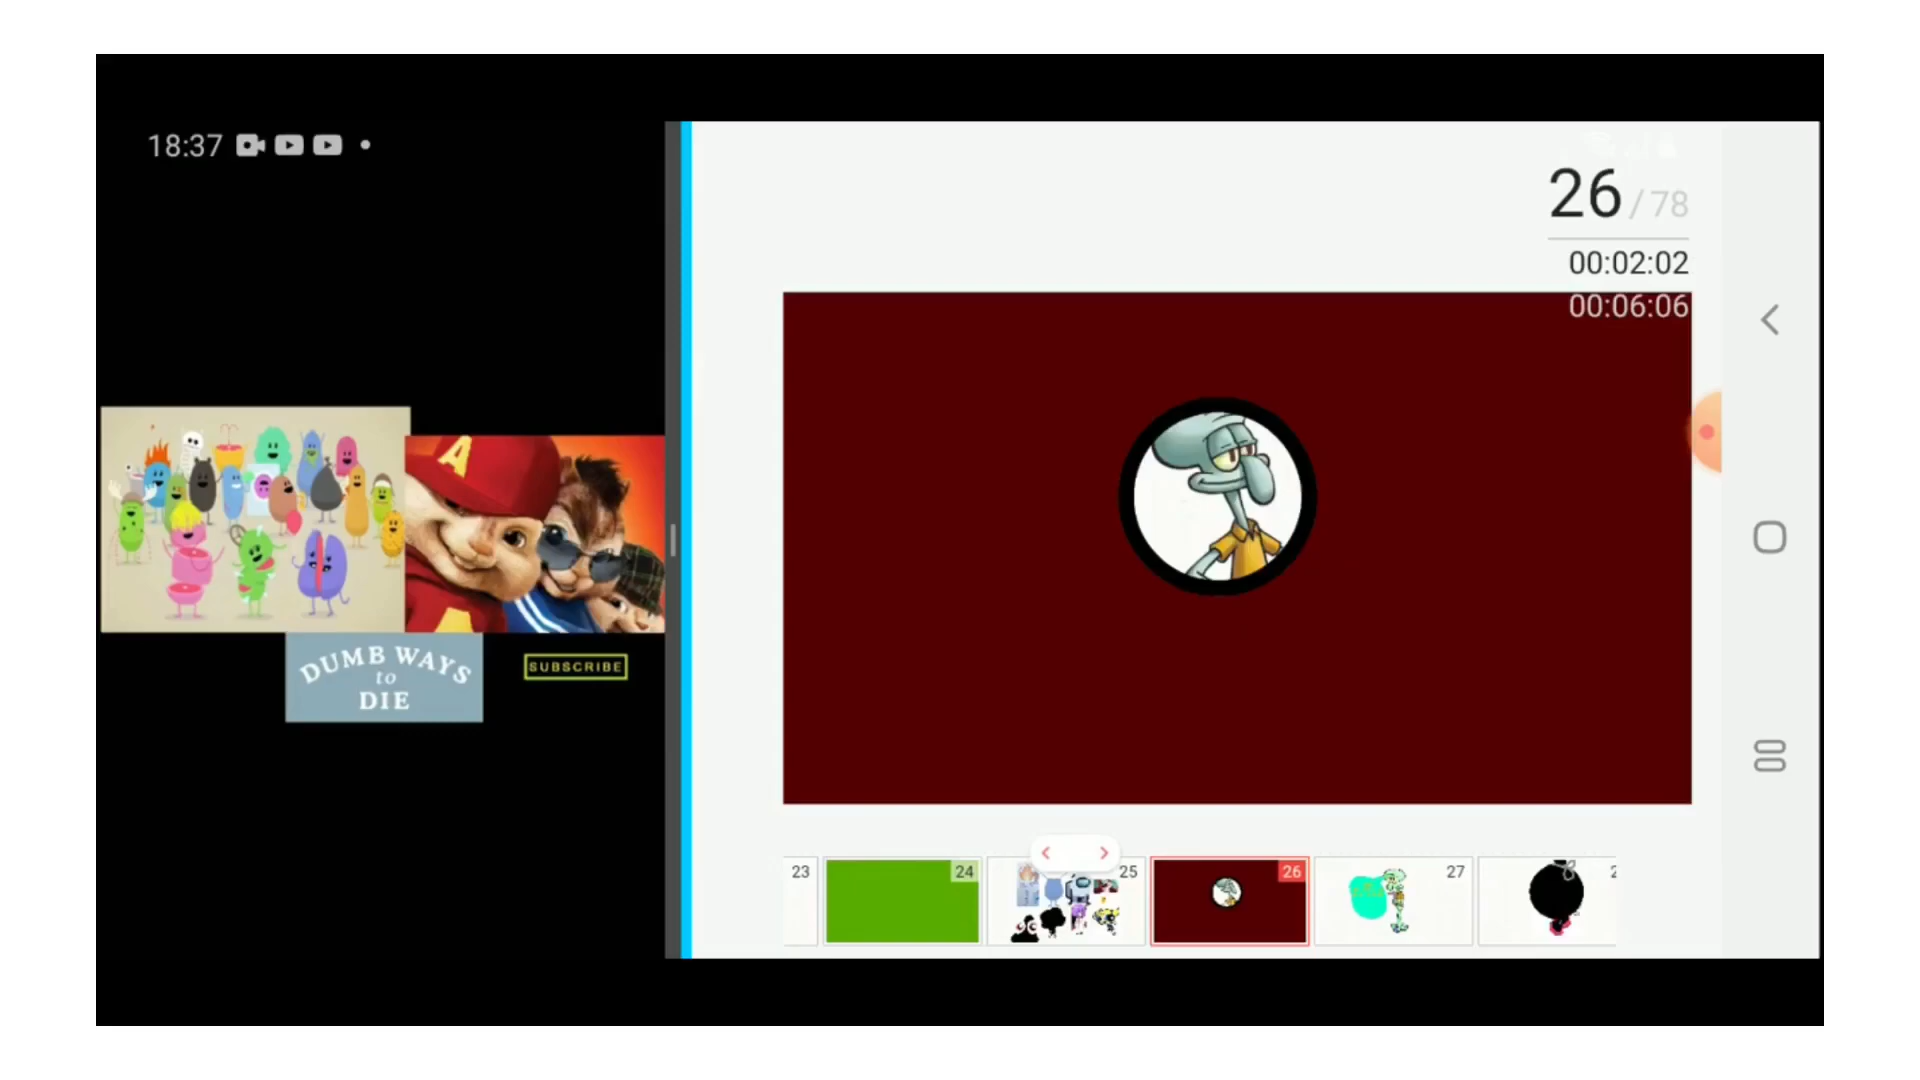 18:37
A
A
DUMB WAYS
to
DIE
SUBSCRIBE
26 / 78
00:02:02
00:06:06
23
24
25
26
27